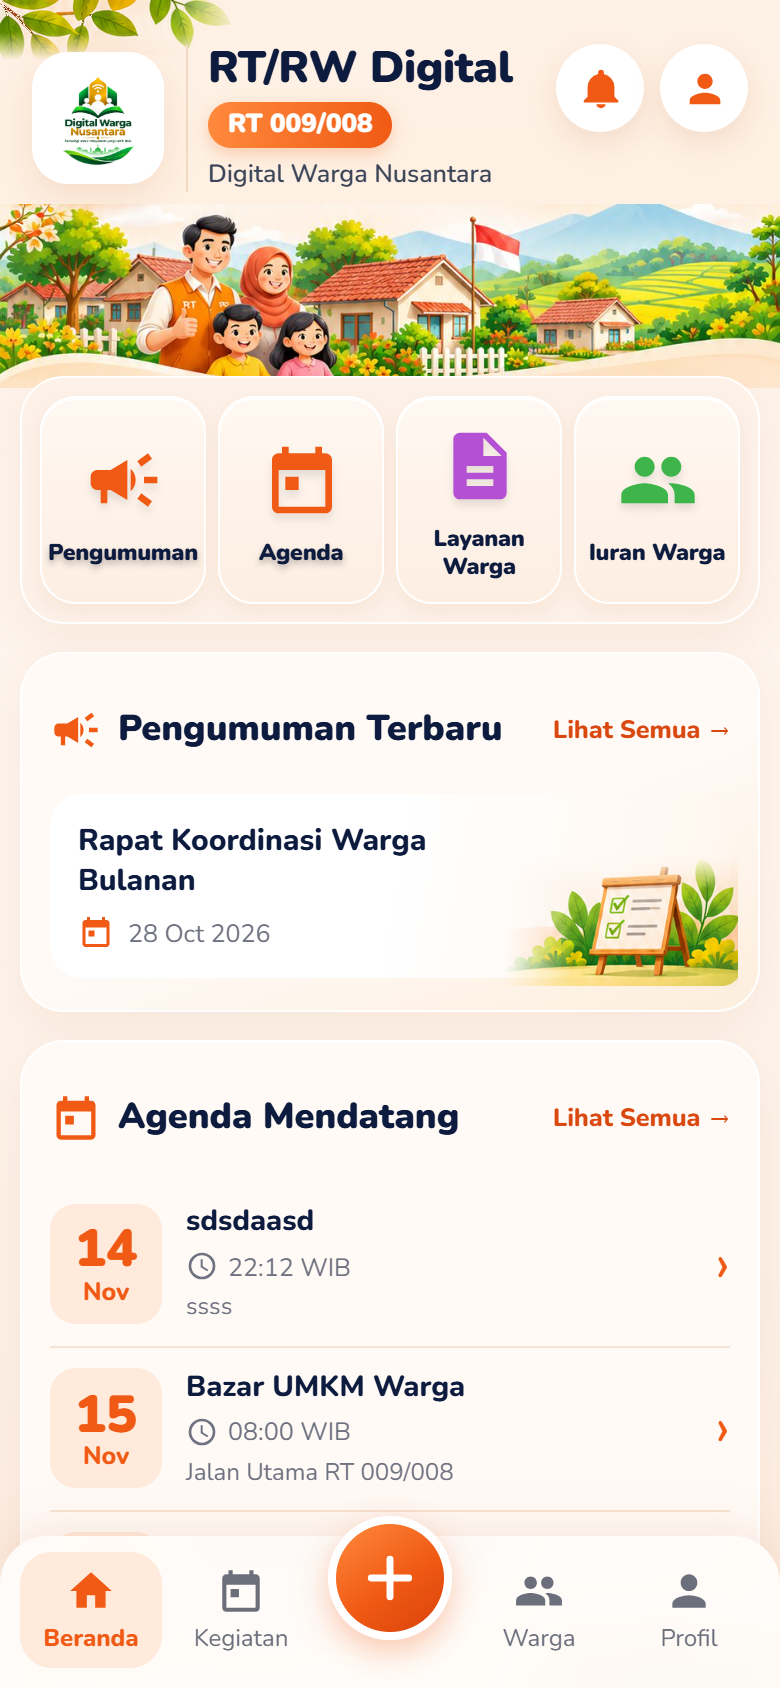 RT/RW Digital
RT 009/008
Digital Warga Nusantara
Digital Warga
Nusantara
RT
Pengumuman
Agenda
Layanan
Warga
Iuran Warga
Pengumuman Terbaru
Lihat Semua →
Rapat Koordinasi Warga
Bulanan
28 Oct 2026
Agenda Mendatang
Lihat Semua →
14
Nov
sdsdaasd
22:12 WIB
ssss
15
Nov
Bazar UMKM Warga
08:00 WIB
Jalan Utama RT 009/008
Beranda
Kegiatan
Warga
Profil